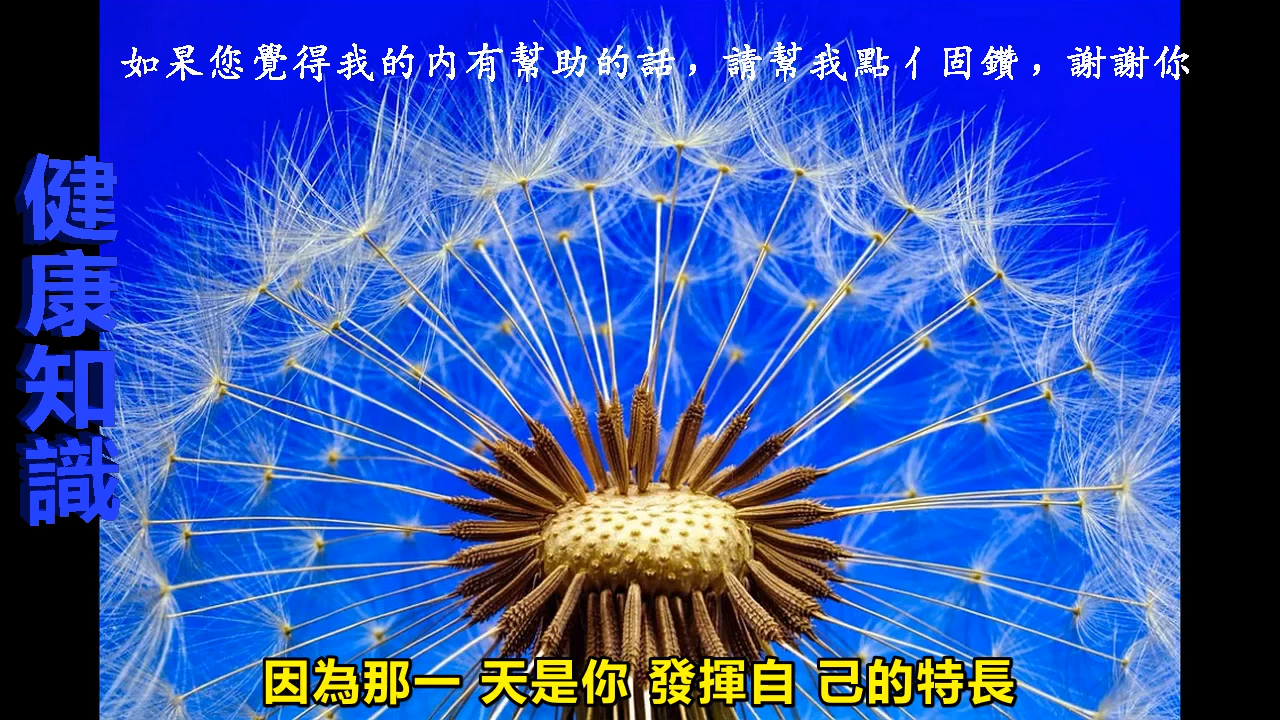 如果您覺得我的内有幫助的話，請幫我點亻固鑽，謝謝你
健康知識
因為那一 天是你 發揮自 己的特長